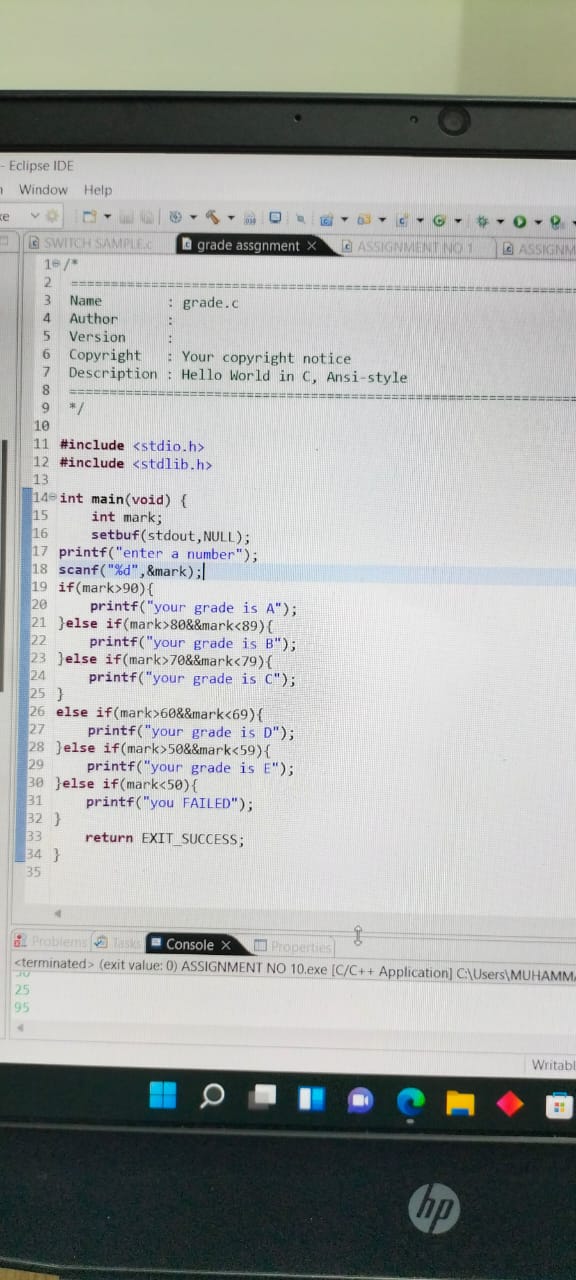 - Eclipse IDE
Window Help
SWITCH SAMPLE.c
grade assgnment
ASSIGNMENT NO 1
ASSIGNM
1 /*
2 ==========================================================
3 Name : grade.c
4 Author :
5 Version :
6 Copyright : Your copyright notice
7 Description : Hello World in C, Ansi-style
8 ==========================================================
9 */
10
11 #include <stdio.h>
12 #include <stdlib.h>
13
14 int main(void) {
15 int mark;
16 setbuf(stdout,NULL);
17 printf("enter a number");
18 scanf("%d",&mark);
19 if(mark>90){
20 printf("your grade is A");
21 }else if(mark>80&&mark<89){
22 printf("your grade is B");
23 }else if(mark>70&&mark<79){
24 printf("your grade is C");
25 }
26 else if(mark>60&&mark<69){
27 printf("your grade is D");
28 }else if(mark>50&&mark<59){
29 printf("your grade is E");
30 }else if(mark<50){
31 printf("you FAILED");
32 }
33 return EXIT_SUCCESS;
34 }
35
Problems Tasks Console Properties
<terminated> (exit value: 0) ASSIGNMENT NO 10.exe [C/C++ Application] C:\Users\MUHAMMA
25
95
Writabl
hp